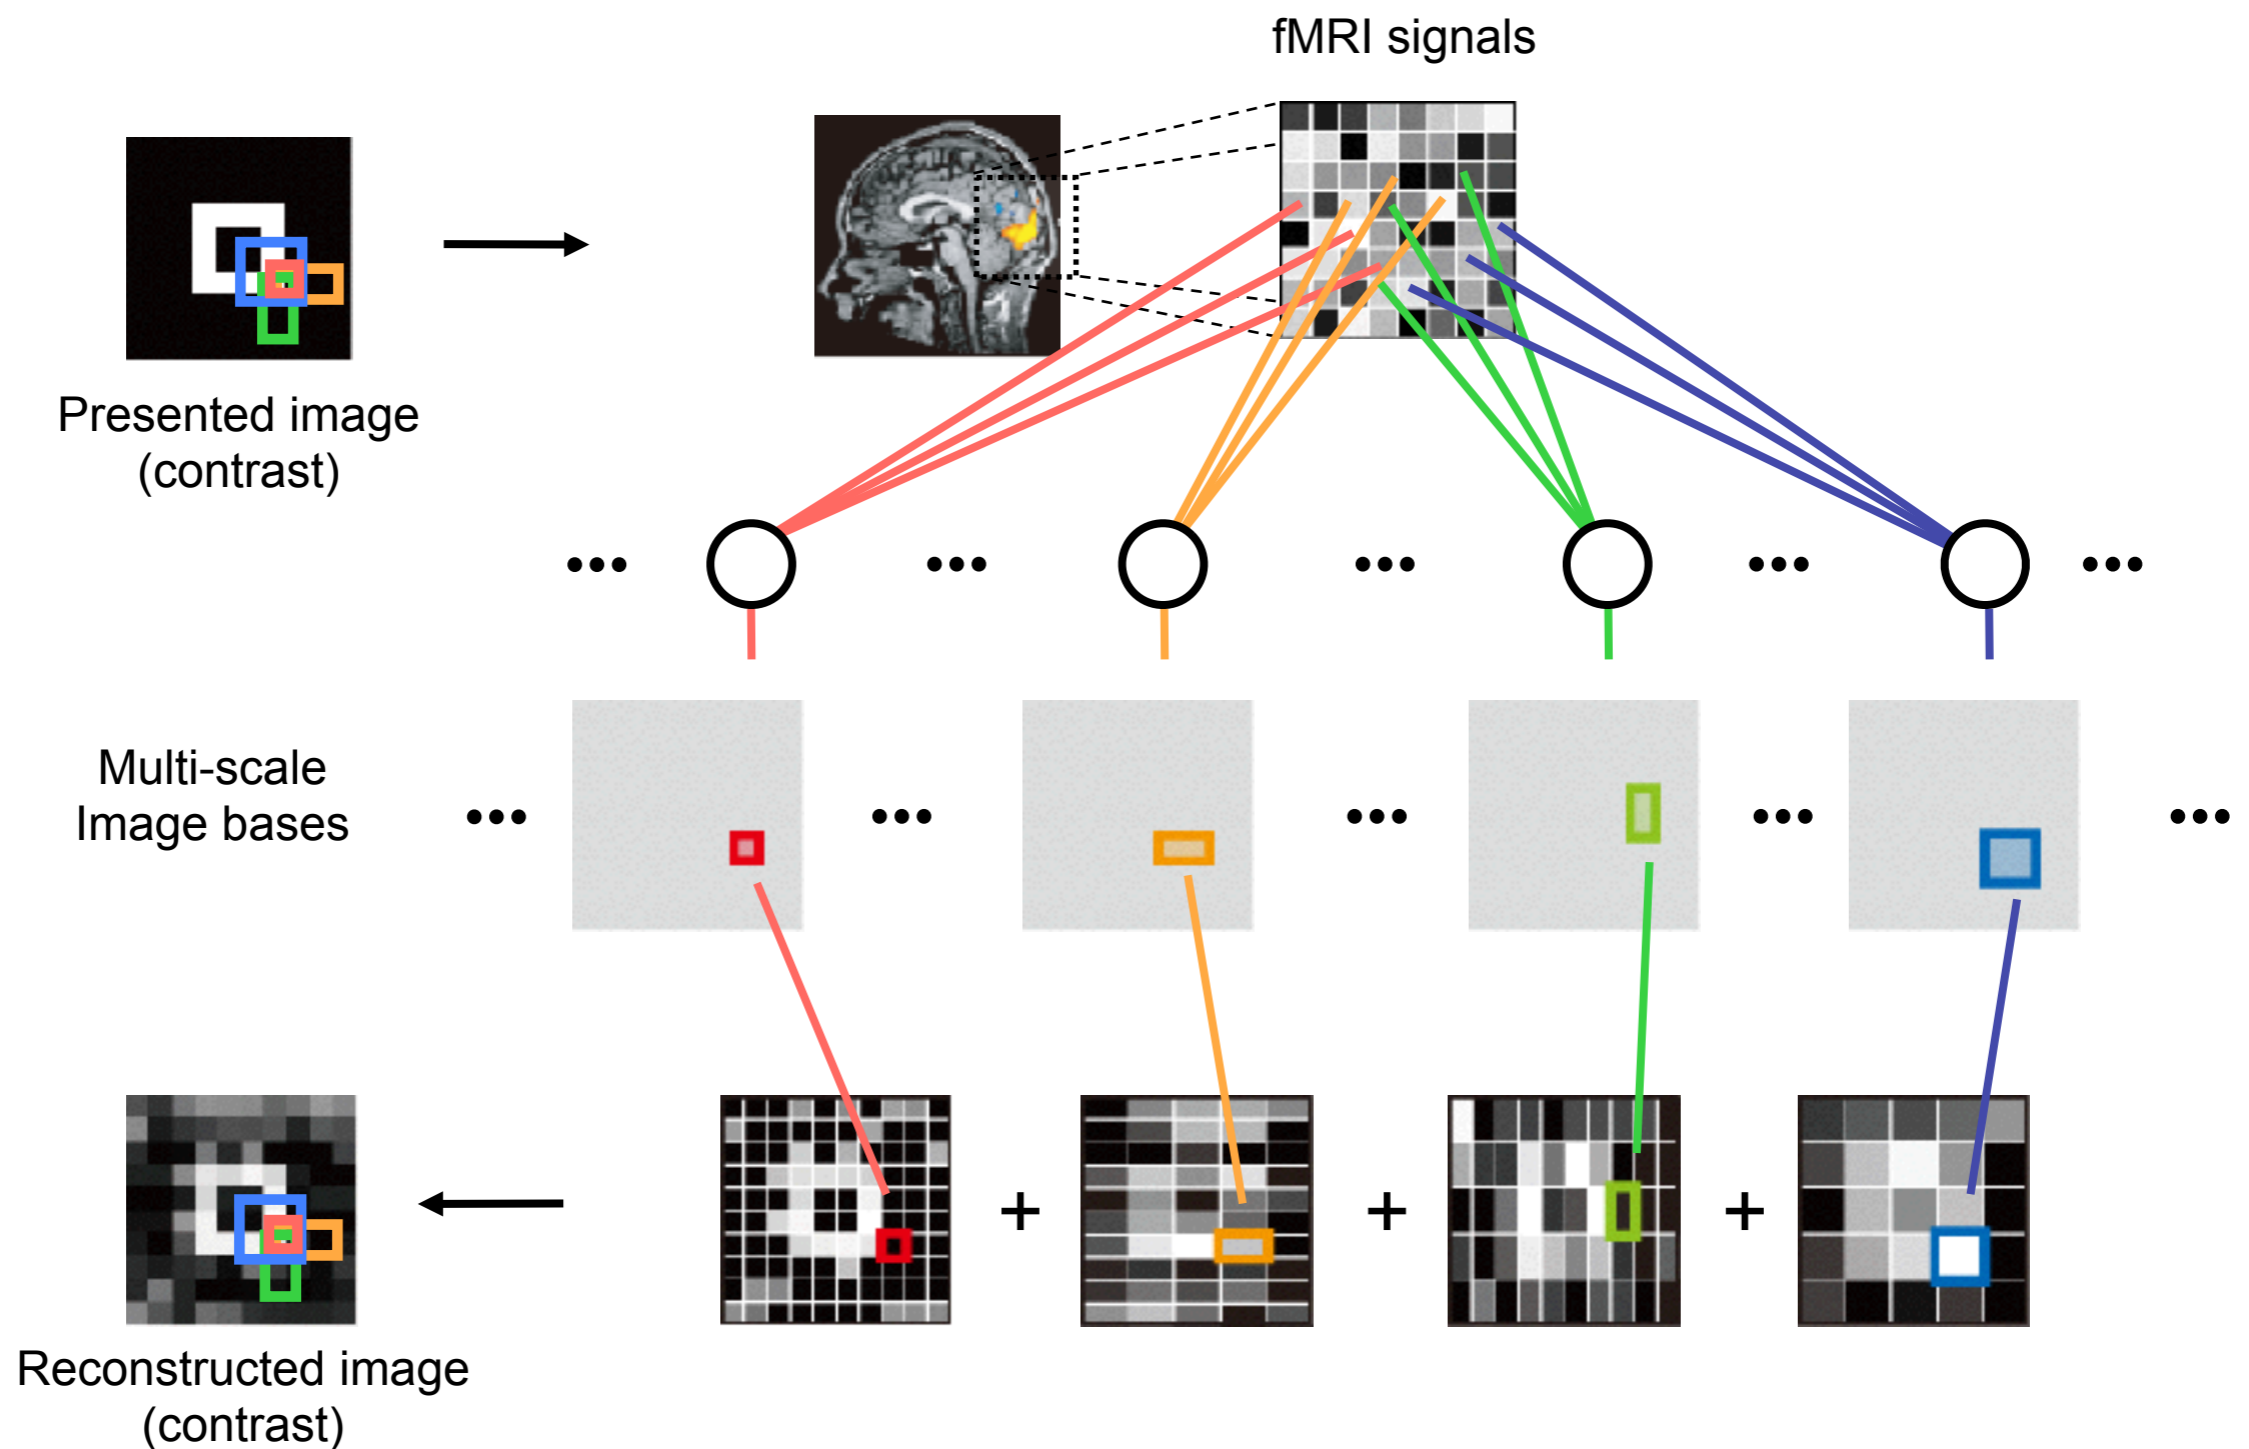 fMRI signals
Presented image
(contrast)
Multi-scale
Image bases
+ + +
Reconstructed image
(contrast)